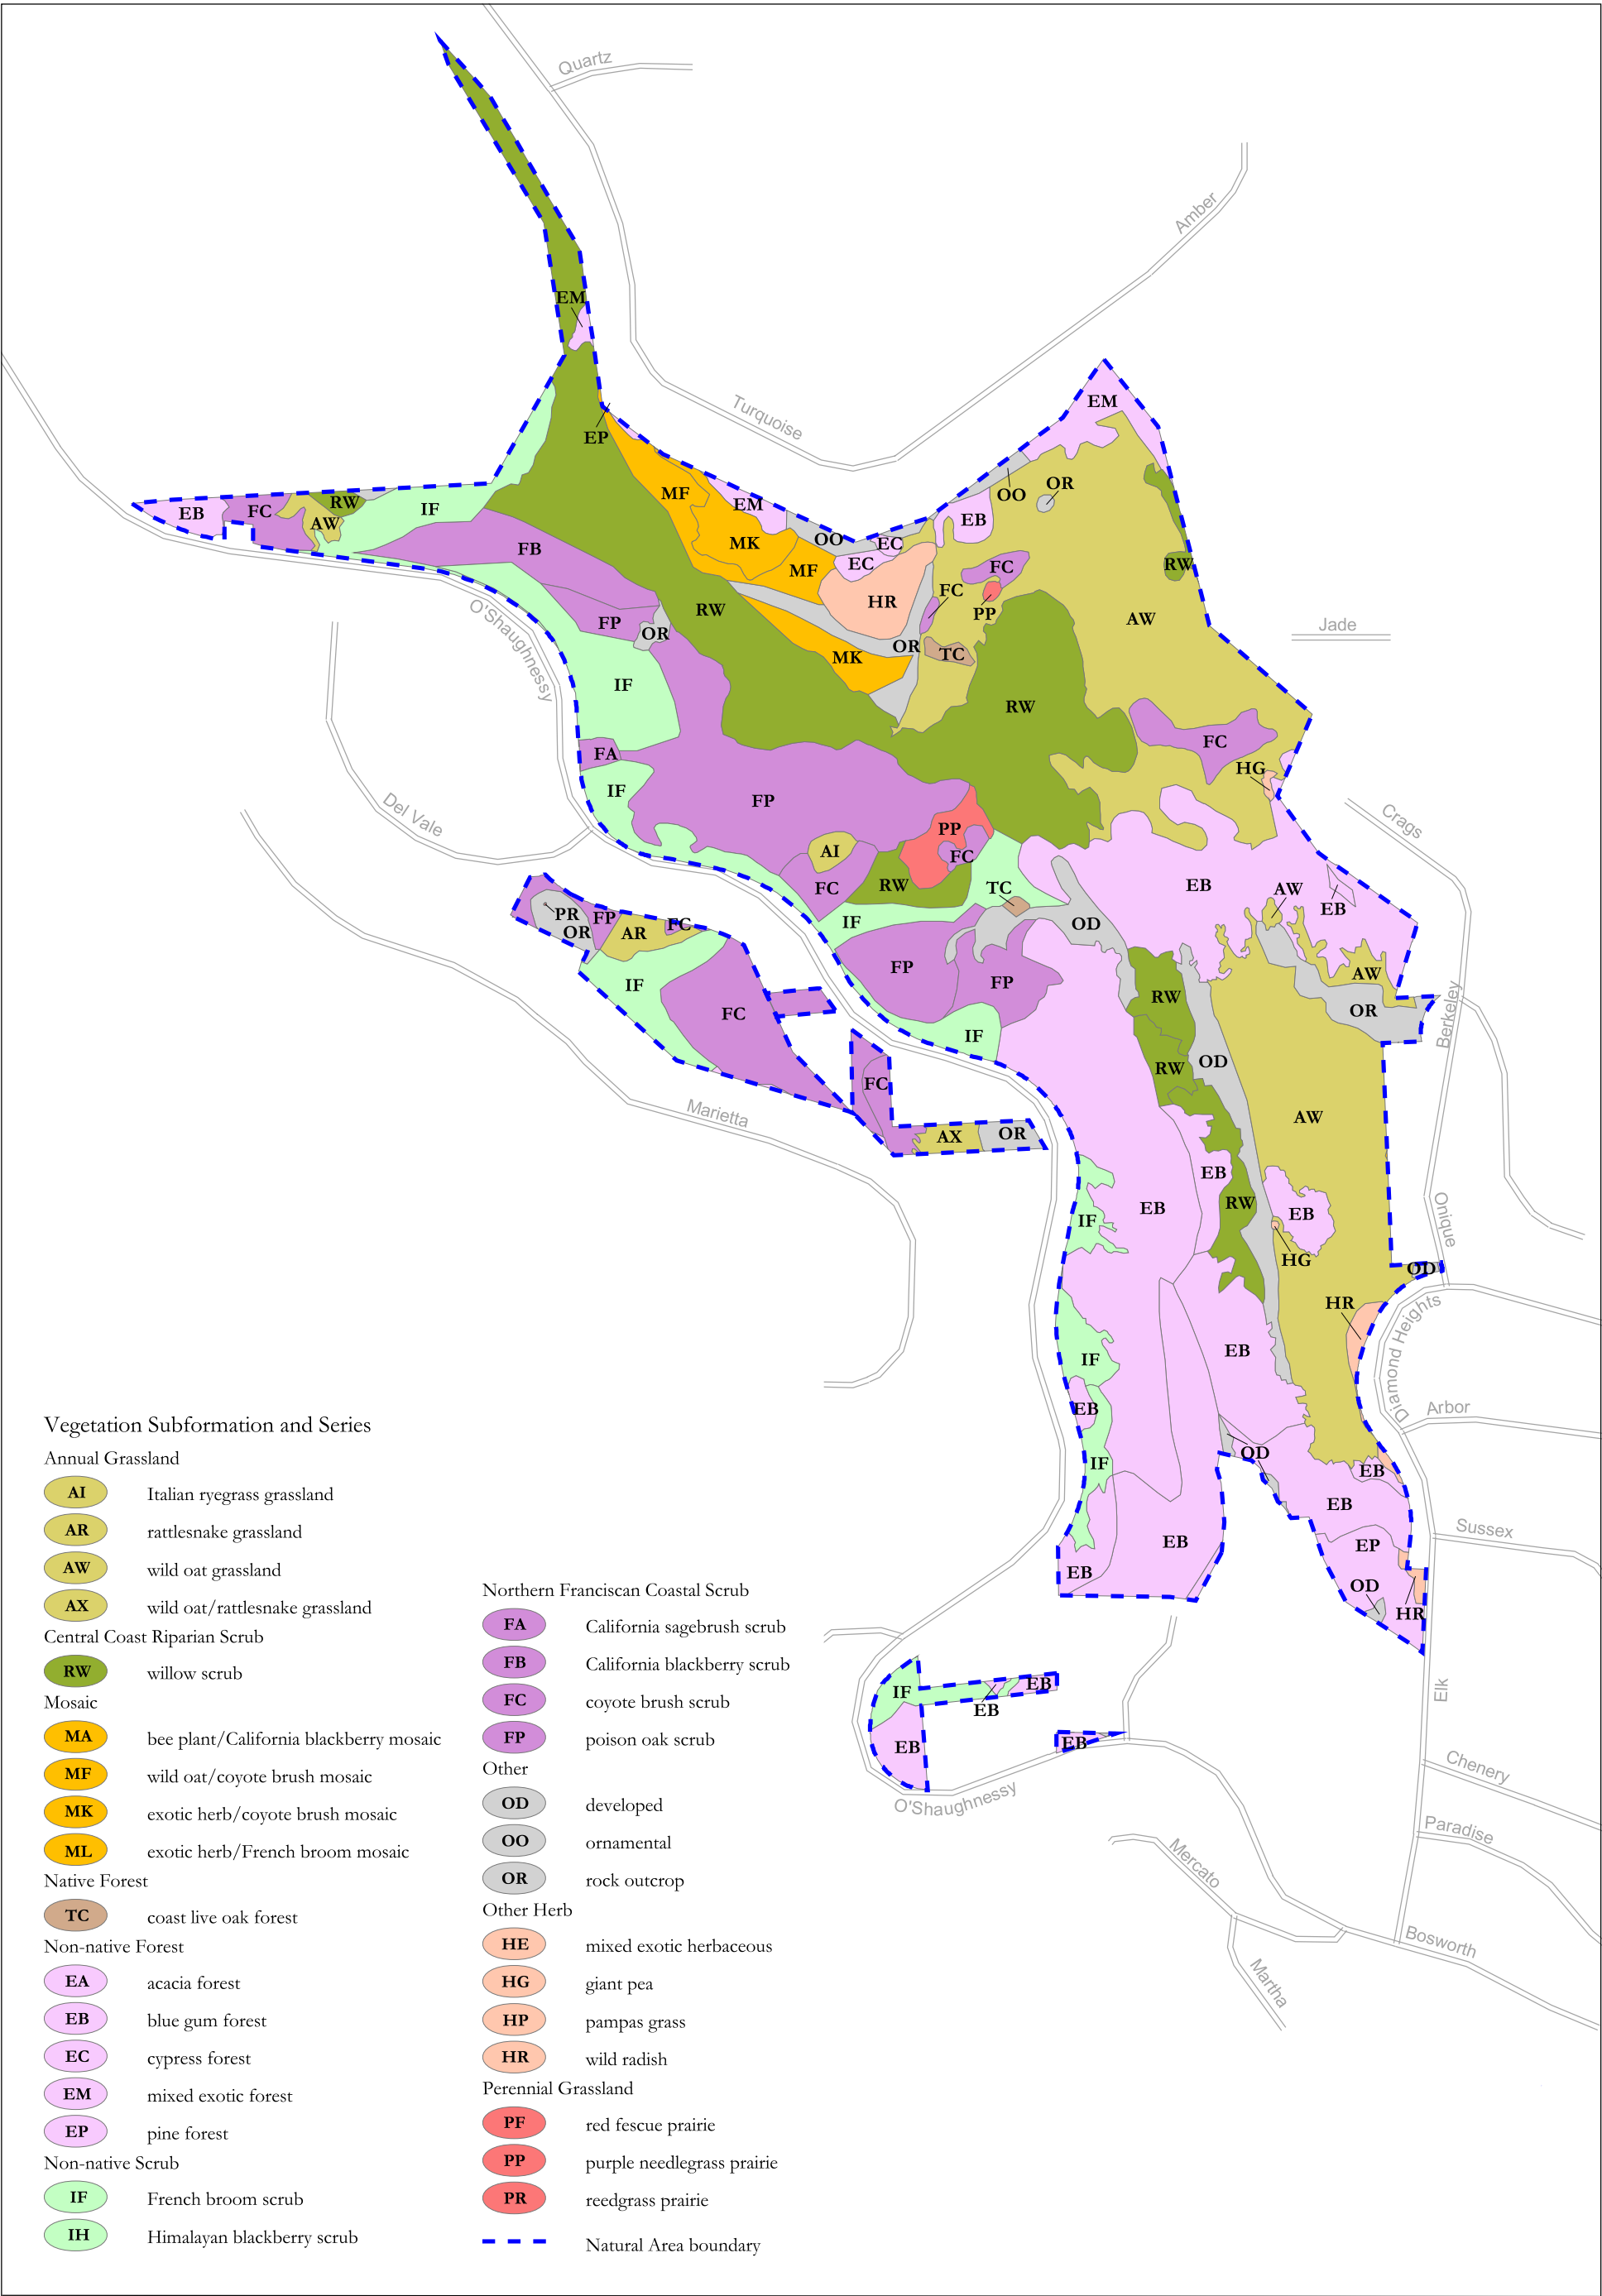 Quartz
Amber
EM
Turquoise
EM
EP
MF
EM
OO
OR
EB
FC
RW
AW
IF
MK
OO
EC
EB
FB
EC
MF
FC
RW
HR
FC
PP
AW
Jade
O'Shaughnessy
FP
OR
RW
OR
TC
MK
IF
RW
FC
FA
HG
IF
FP
Del Vale
Crags
PP
AI
FC
FC
RW
TC
EB
AW
EB
PR
FP
FC
OR
AR
IF
OD
FP
FP
AW
IF
RW
OR
FC
IF
Berkeley
RW
OD
FC
Marietta
AX
OR
AW
EB
EB
RW
EB
IF
Onique
HG
OD
HR
Diamond Heights
EB
IF
EB
Arbor
IF
OD
EB
EB
Sussex
EP
EB
EB
OD
HR
IF
EB
EB
Elk
EB
EB
O'Shaughnessy
Chenery
Paradise
Mercato
Bosworth
Martha
Vegetation Subformation and Series
Annual Grassland
AI Italian ryegrass grassland
AR rattlesnake grassland
AW wild oat grassland
AX wild oat/rattlesnake grassland
Central Coast Riparian Scrub
RW willow scrub
Mosaic
MA bee plant/California blackberry mosaic
MF wild oat/coyote brush mosaic
MK exotic herb/coyote brush mosaic
ML exotic herb/French broom mosaic
Native Forest
TC coast live oak forest
Non-native Forest
EA acacia forest
EB blue gum forest
EC cypress forest
EM mixed exotic forest
EP pine forest
Non-native Scrub
IF French broom scrub
IH Himalayan blackberry scrub
Northern Franciscan Coastal Scrub
FA California sagebrush scrub
FB California blackberry scrub
FC coyote brush scrub
FP poison oak scrub
Other
OD developed
OO ornamental
OR rock outcrop
Other Herb
HE mixed exotic herbaceous
HG giant pea
HP pampas grass
HR wild radish
Perennial Grassland
PF red fescue prairie
PP purple needlegrass prairie
PR reedgrass prairie
Natural Area boundary